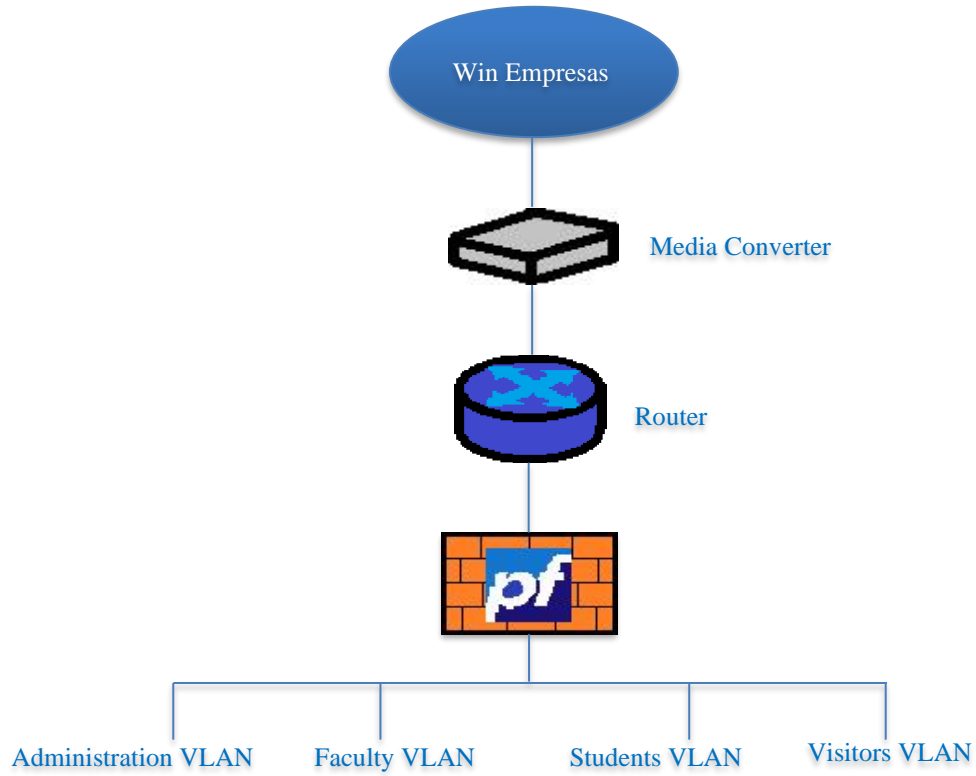 Win Empresas
Media Converter
Router
pf
Administration VLAN
Faculty VLAN
Students VLAN
Visitors VLAN